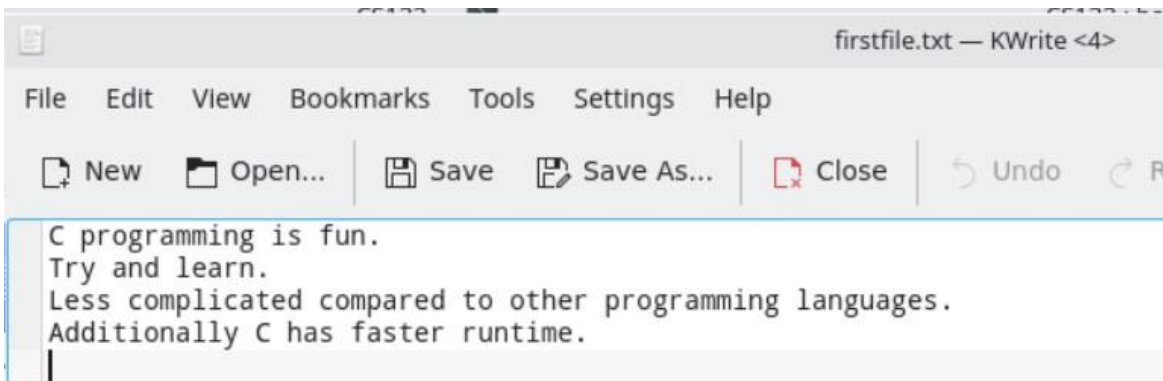 firstfile.txt — KWrite <4>
File Edit View Bookmarks Tools Settings Help
New Open... Save Save As... Close Undo
C programming is fun.
Try and learn.
Less complicated compared to other programming languages.
Additionally C has faster runtime.